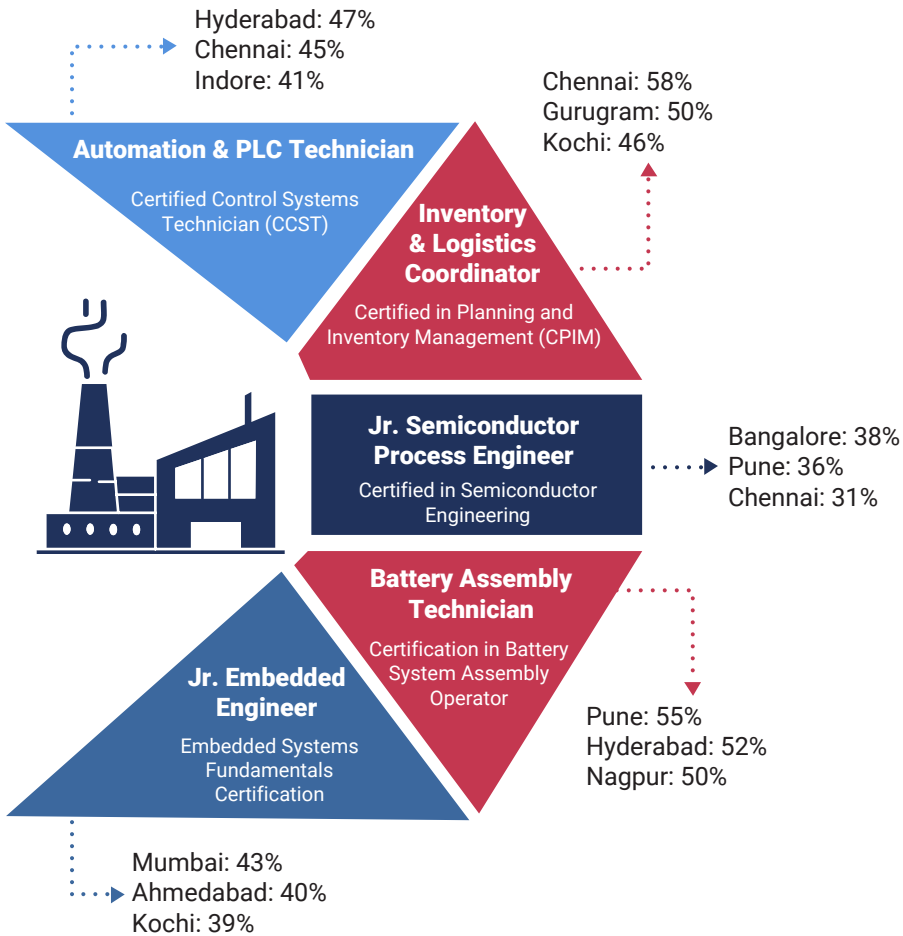 Hyderabad: 47%
Chennai: 45%
Indore: 41%
Automation & PLC Technician
Certified Control Systems
Technician (CCST)
Chennai: 58%
Gurugram: 50%
Kochi: 46%
Inventory
& Logistics
Coordinator
Certified in Planning and
Inventory Management (CPIM)
Jr. Semiconductor
Process Engineer
Certified in Semiconductor
Engineering
Bangalore: 38%
Pune: 36%
Chennai: 31%
Battery Assembly
Technician
Certification in Battery
System Assembly
Operator
Pune: 55%
Hyderabad: 52%
Nagpur: 50%
Jr. Embedded
Engineer
Embedded Systems
Fundamentals
Certification
Mumbai: 43%
Ahmedabad: 40%
Kochi: 39%